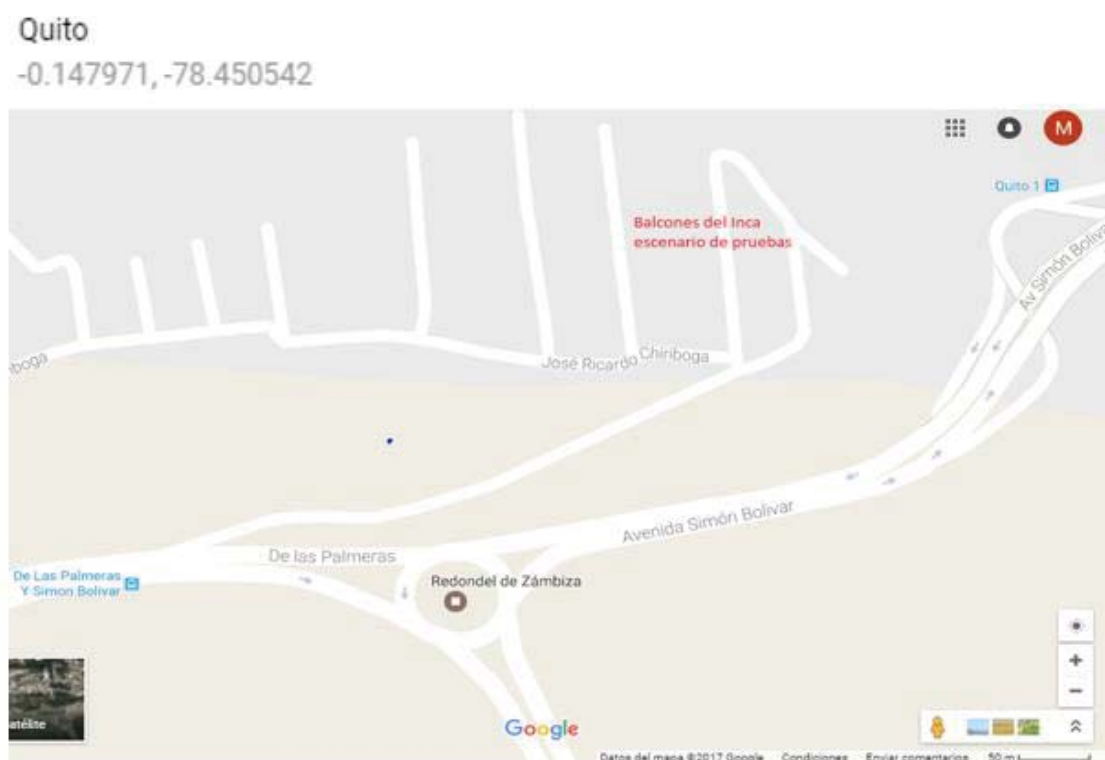 Quito
-0.147971, -78.450542
M
Quito 1
Balcones del Inca
escenario de pruebas
Av Simón Boliva
José Ricardo Chiriboga
boga
Avenida Simón Bolivar
De las Palmeras
De Las Palmeras
Y Simon Bolivar
Redondel de Zámbiza
atélite
Google
Datos del mapa ©2017 Google Condiciones Enviar comentarios 50 m